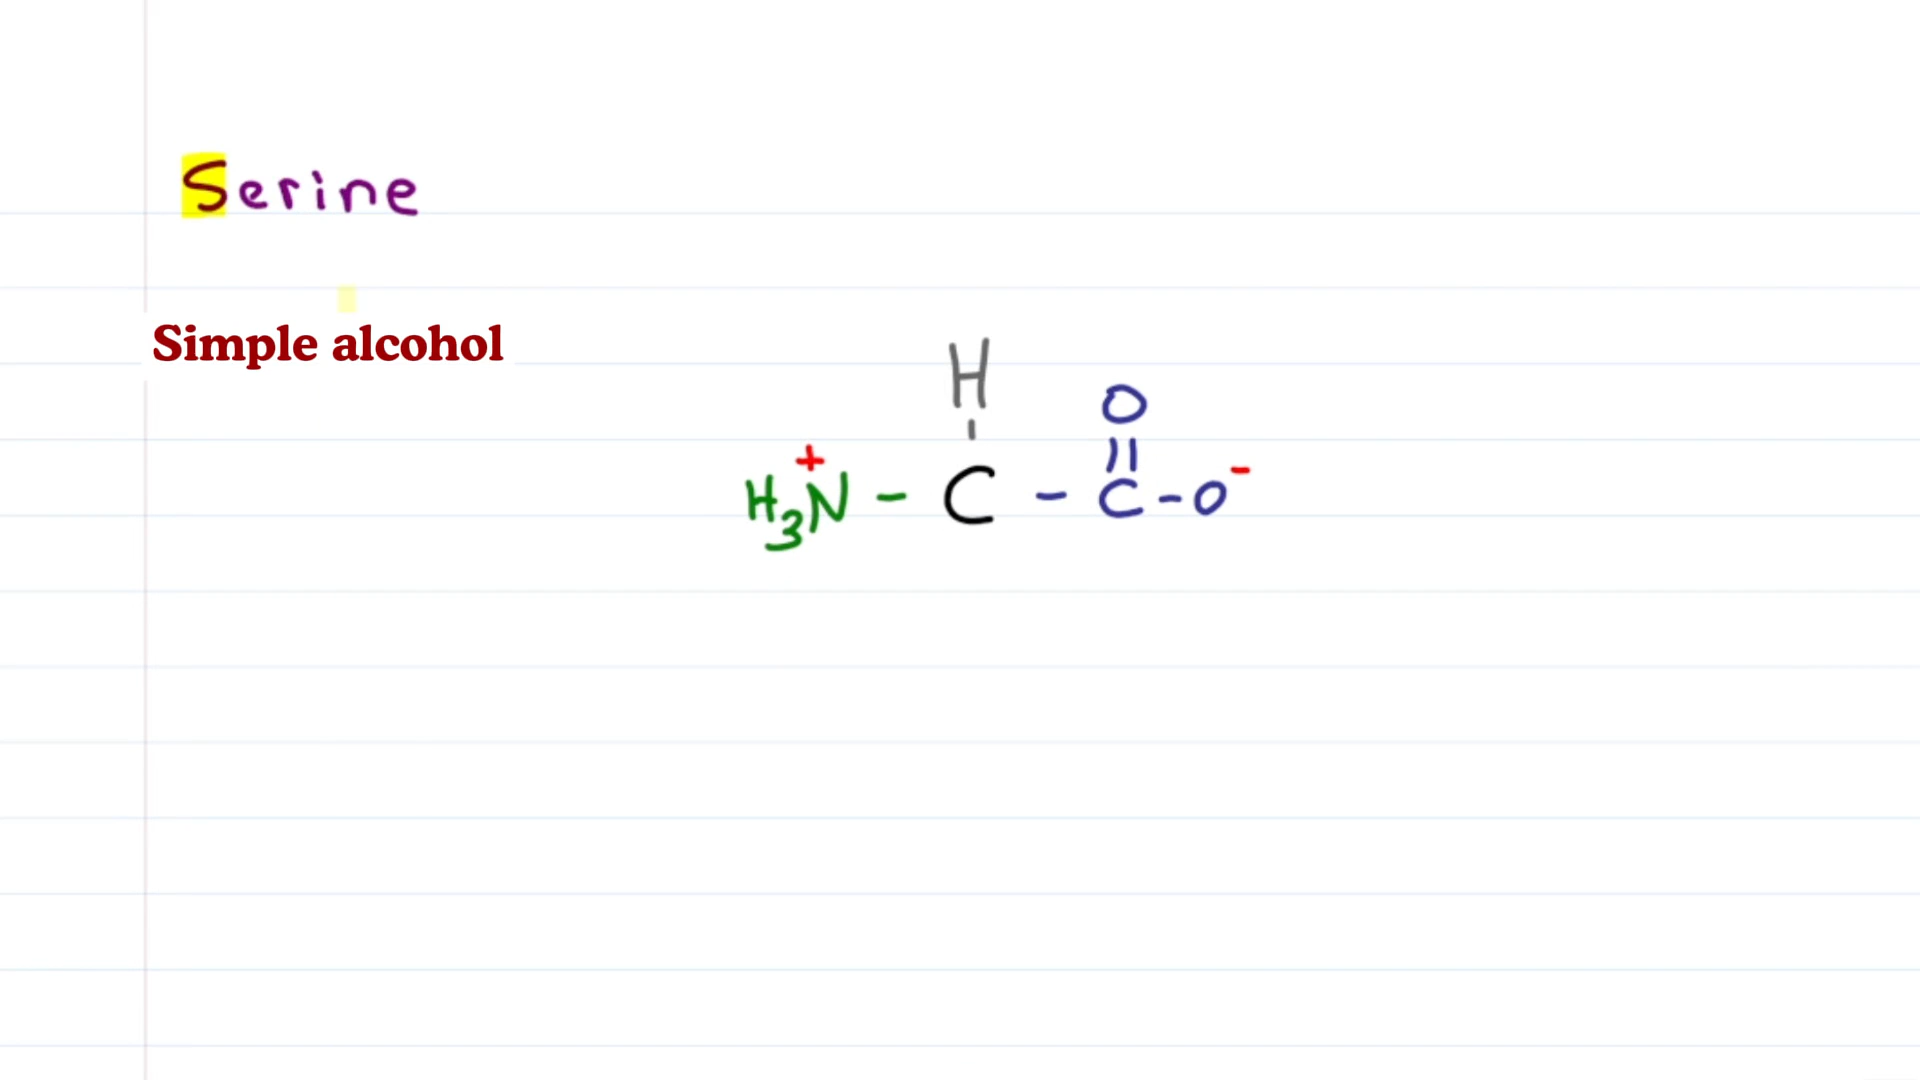 Serine
Simple alcohol
H
O
+
H3N - C - C - O-